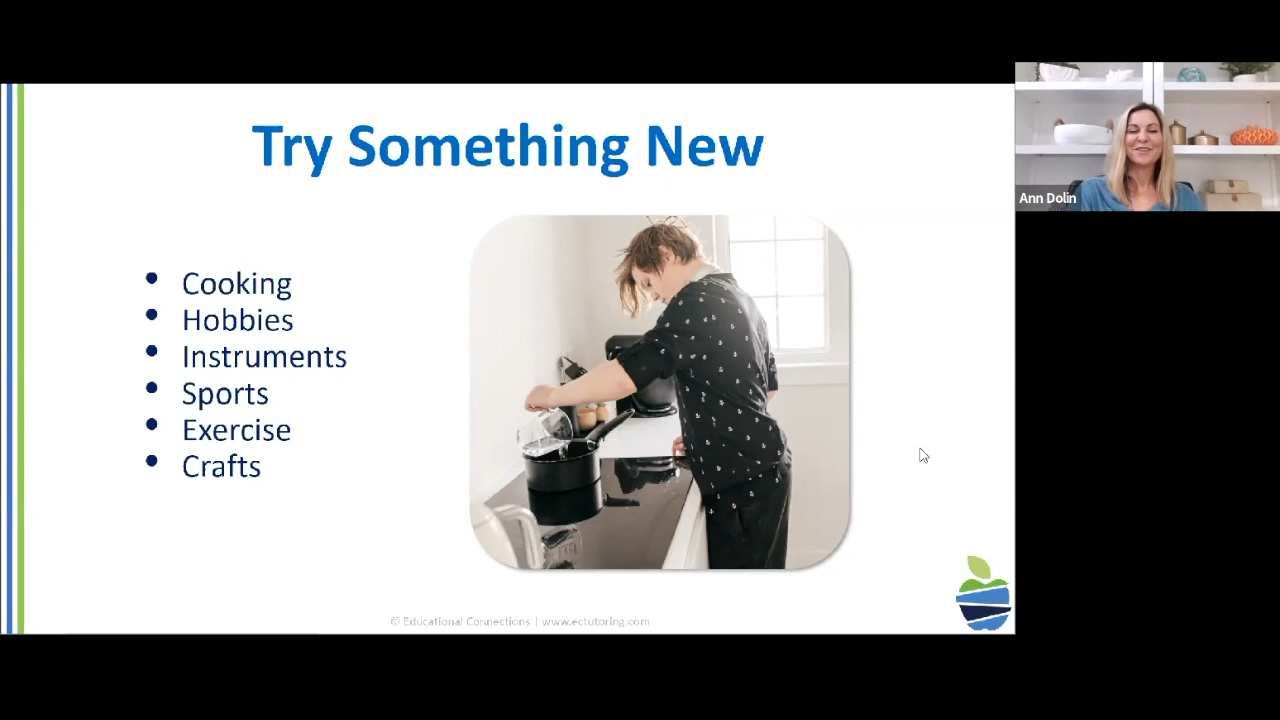 Try Something New
Ann Dolin
• Cooking
• Hobbies
• Instruments
• Sports
• Exercise
• Crafts
© Educational Connections | www.ectutoring.com